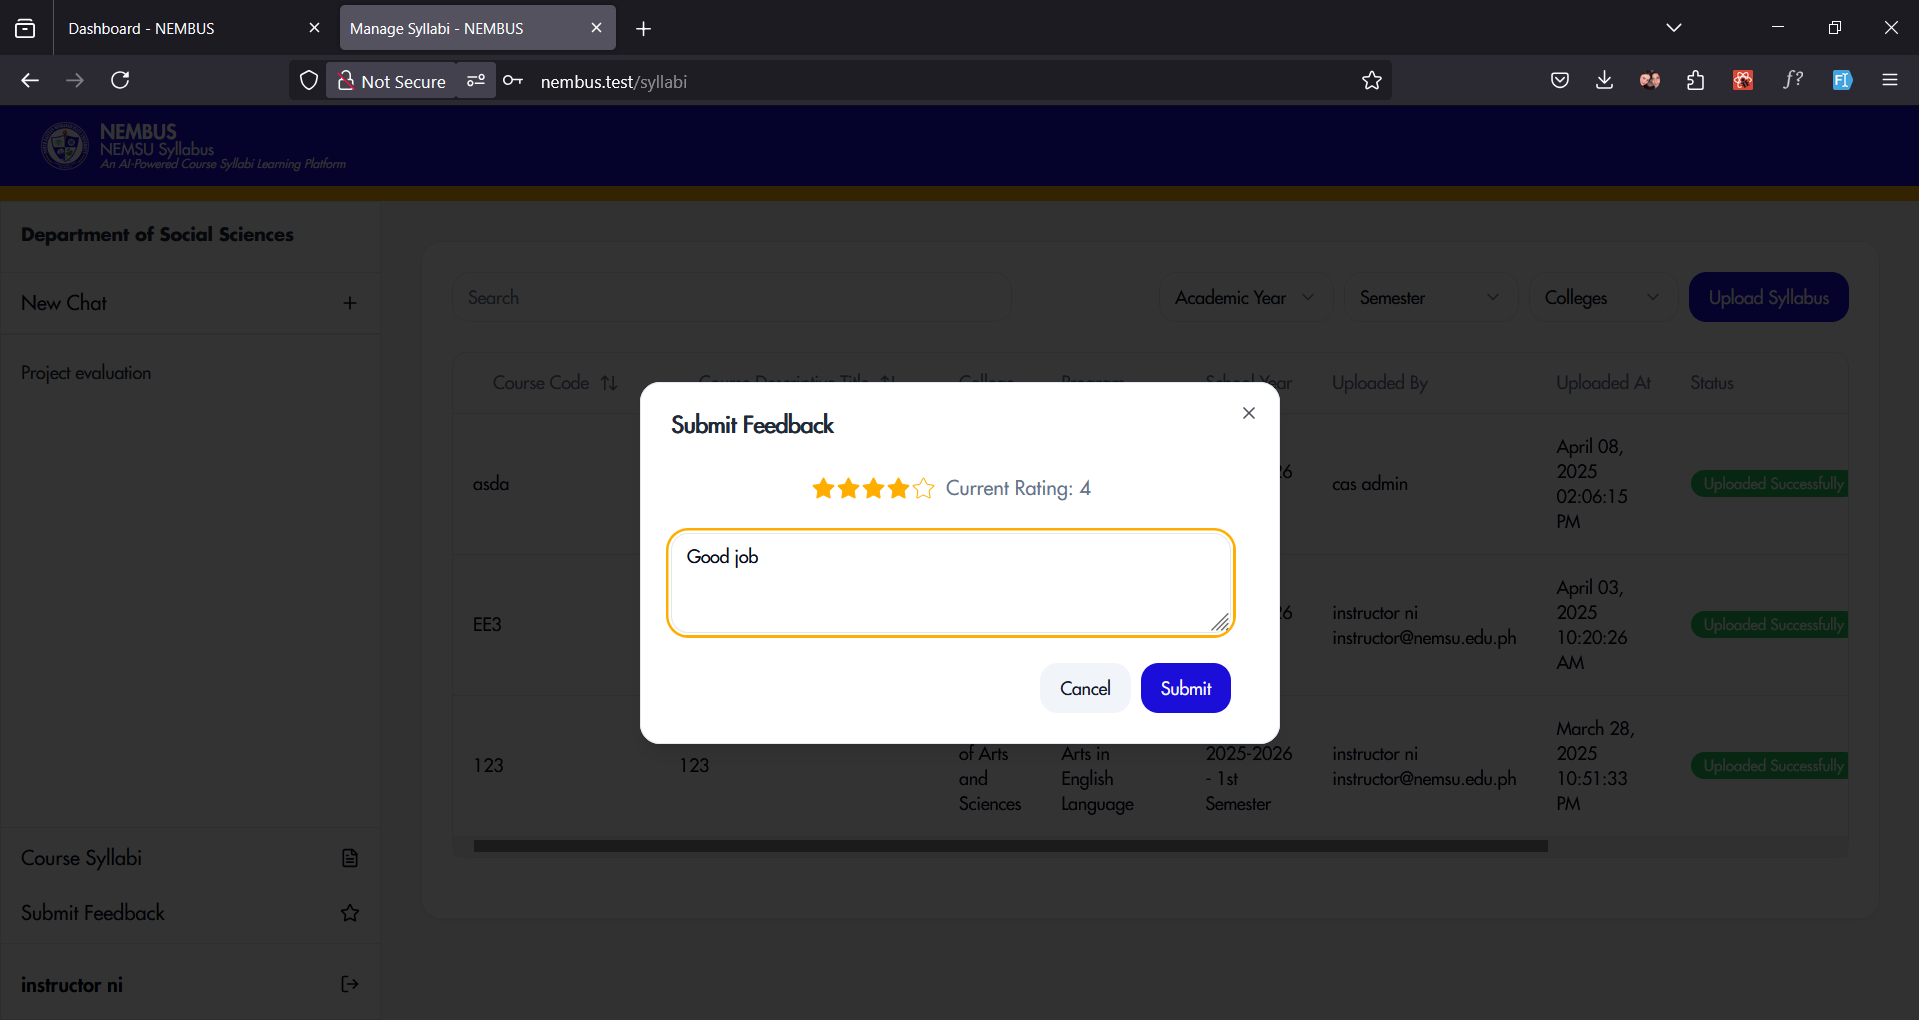 Dashboard - NEMBUS
Manage Syllabi - NEMBUS
Not Secure
nembus.test/syllabi
NEMBUS
NEMSU Syllabus
An AI-Powered Course Syllabi Learning Platform
Department of Social Sciences
New Chat
Project evaluation
Course Syllabi
Submit Feedback
instructor ni
Search
Academic Year
Semester
Colleges
Upload Syllabus
Course Code
Course Descriptive Title
College
Program
School Year
Uploaded By
Uploaded At
Status
asda
cas admin
April 08,
2025
02:06:15
PM
Uploaded Successfully
EE3
instructor ni
instructor@nemsu.edu.ph
April 03,
2025
10:20:26
AM
Uploaded Successfully
123
123
of Arts
and
Sciences
Arts in
English
Language
2025-2026
- 1st
Semester
instructor ni
instructor@nemsu.edu.ph
March 28,
2025
10:51:33
PM
Uploaded Successfully
Submit Feedback
Current Rating: 4
Good job
Cancel
Submit